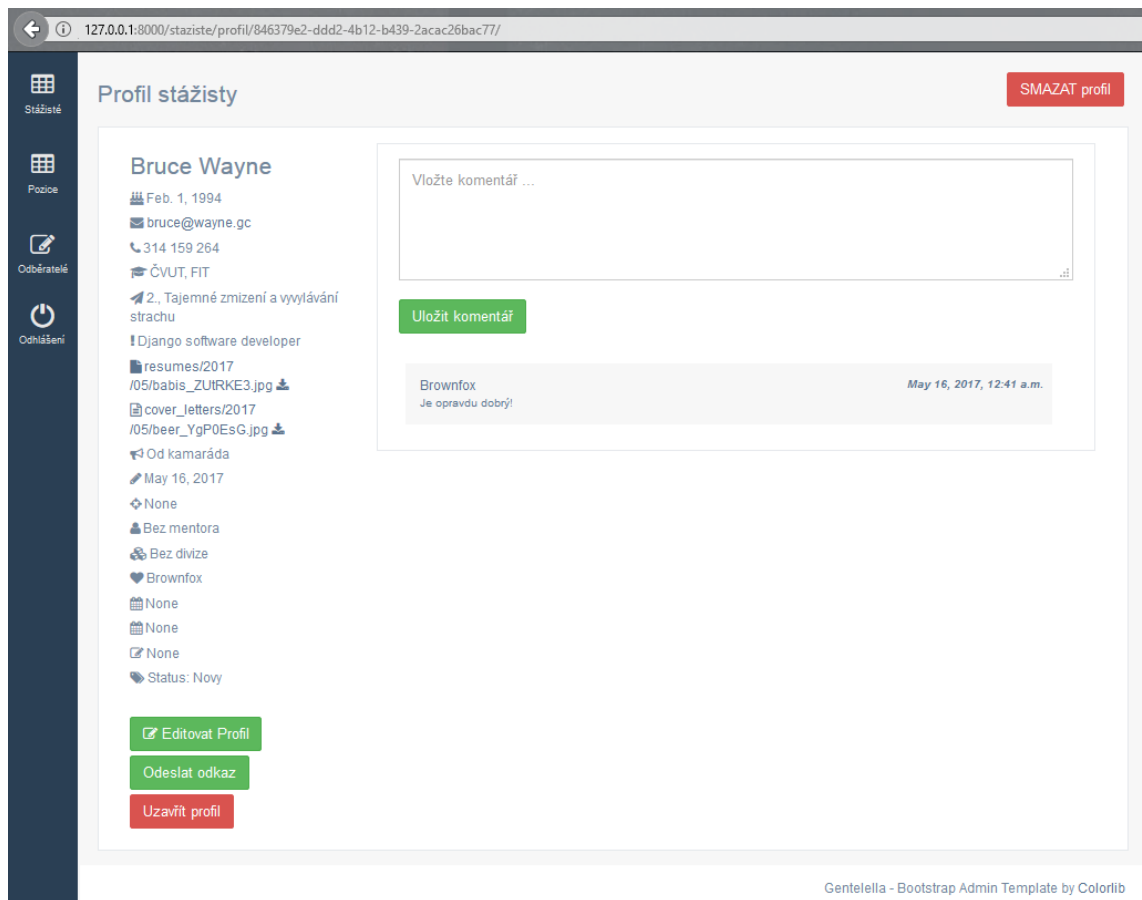 127.0.0.1:8000/staziste/profil/846379e2-ddd2-4b12-b439-2acac26bac77/
Stážisté
Pozice
Odběratelé
Odhlášení
Profil stážisty
SMAZAT profil
Bruce Wayne
Feb. 1, 1994
bruce@wayne.gc
314 159 264
ČVUT, FIT
2., Tajemné zmizení a vyvylávání
strachu
Django software developer
resumes/2017
/05/babis_ZUtRKE3.jpg
cover_letters/2017
/05/beer_YgP0EsG.jpg
Od kamaráda
May 16, 2017
None
Bez mentora
Bez divize
Brownfox
None
None
None
Status: Novy
Editovat Profil
Odeslat odkaz
Uzavřít profil
Vložte komentář ...
Uložit komentář
Brownfox
May 16, 2017, 12:41 a.m.
Je opravdu dobrý!
Gentelella - Bootstrap Admin Template by Colorlib